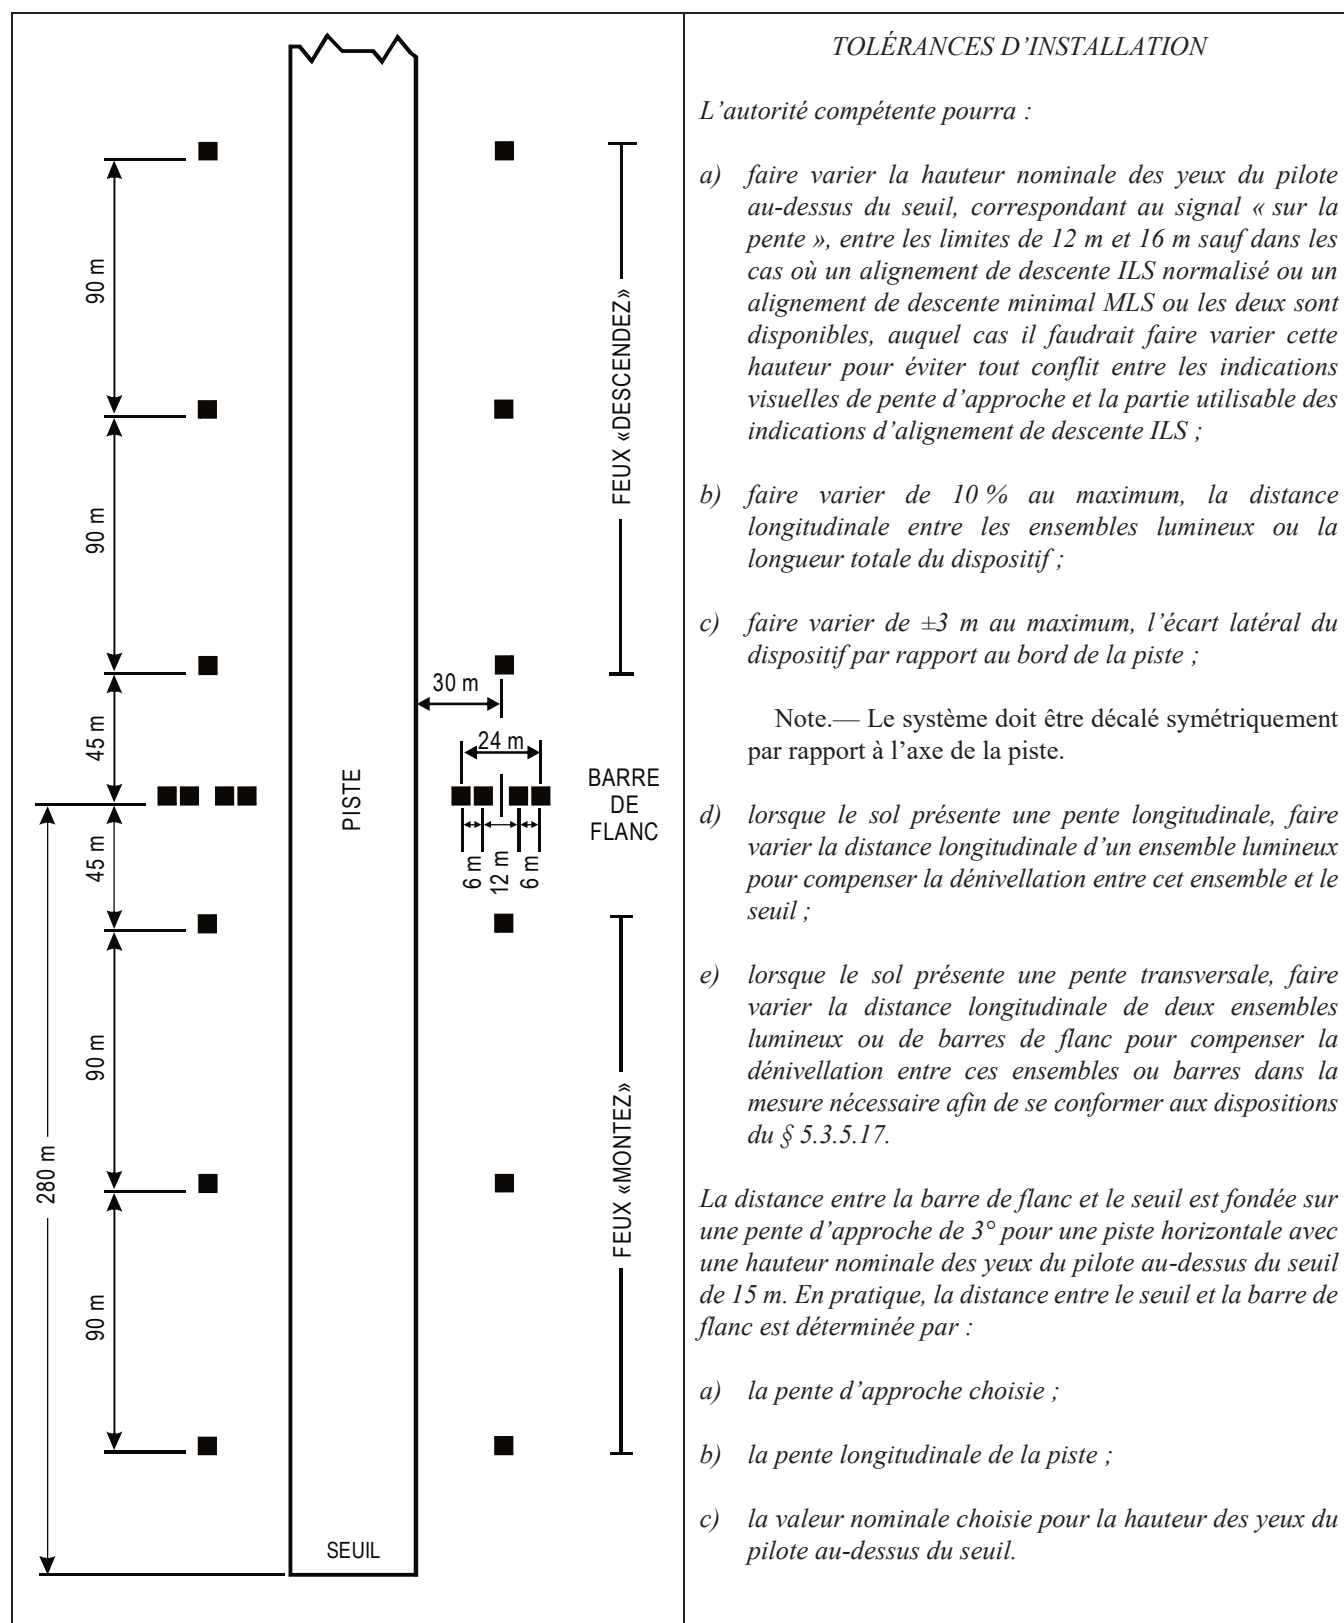 90 m
90 m
45 m
45 m
90 m
90 m
280 m
PISTE
SEUIL
30 m
24 m
6 m
12 m
6 m
FEUX «DESCENDEZ»
BARRE
DE
FLANC
FEUX «MONTEZ»
TOLÉRANCES D’INSTALLATION
L’autorité compétente pourra :
a) faire varier la hauteur nominale des yeux du pilote
au-dessus du seuil, correspondant au signal « sur la
pente », entre les limites de 12 m et 16 m sauf dans les
cas où un alignement de descente ILS normalisé ou un
alignement de descente minimal MLS ou les deux sont
disponibles, auquel cas il faudrait faire varier cette
hauteur pour éviter tout conflit entre les indications
visuelles de pente d’approche et la partie utilisable des
indications d’alignement de descente ILS ;
b) faire varier de 10 % au maximum, la distance
longitudinale entre les ensembles lumineux ou la
longueur totale du dispositif ;
c) faire varier de ±3 m au maximum, l’écart latéral du
dispositif par rapport au bord de la piste ;
Note.— Le système doit être décalé symétriquement
par rapport à l’axe de la piste.
d) lorsque le sol présente une pente longitudinale, faire
varier la distance longitudinale d’un ensemble lumineux
pour compenser la dénivellation entre cet ensemble et le
seuil ;
e) lorsque le sol présente une pente transversale, faire
varier la distance longitudinale de deux ensembles
lumineux ou de barres de flanc pour compenser la
dénivellation entre ces ensembles ou barres dans la
mesure nécessaire afin de se conformer aux dispositions
du § 5.3.5.17.
La distance entre la barre de flanc et le seuil est fondée sur
une pente d’approche de 3° pour une piste horizontale avec
une hauteur nominale des yeux du pilote au-dessus du seuil
de 15 m. En pratique, la distance entre le seuil et la barre de
flanc est déterminée par :
a) la pente d’approche choisie ;
b) la pente longitudinale de la piste ;
c) la valeur nominale choisie pour la hauteur des yeux du
pilote au-dessus du seuil.